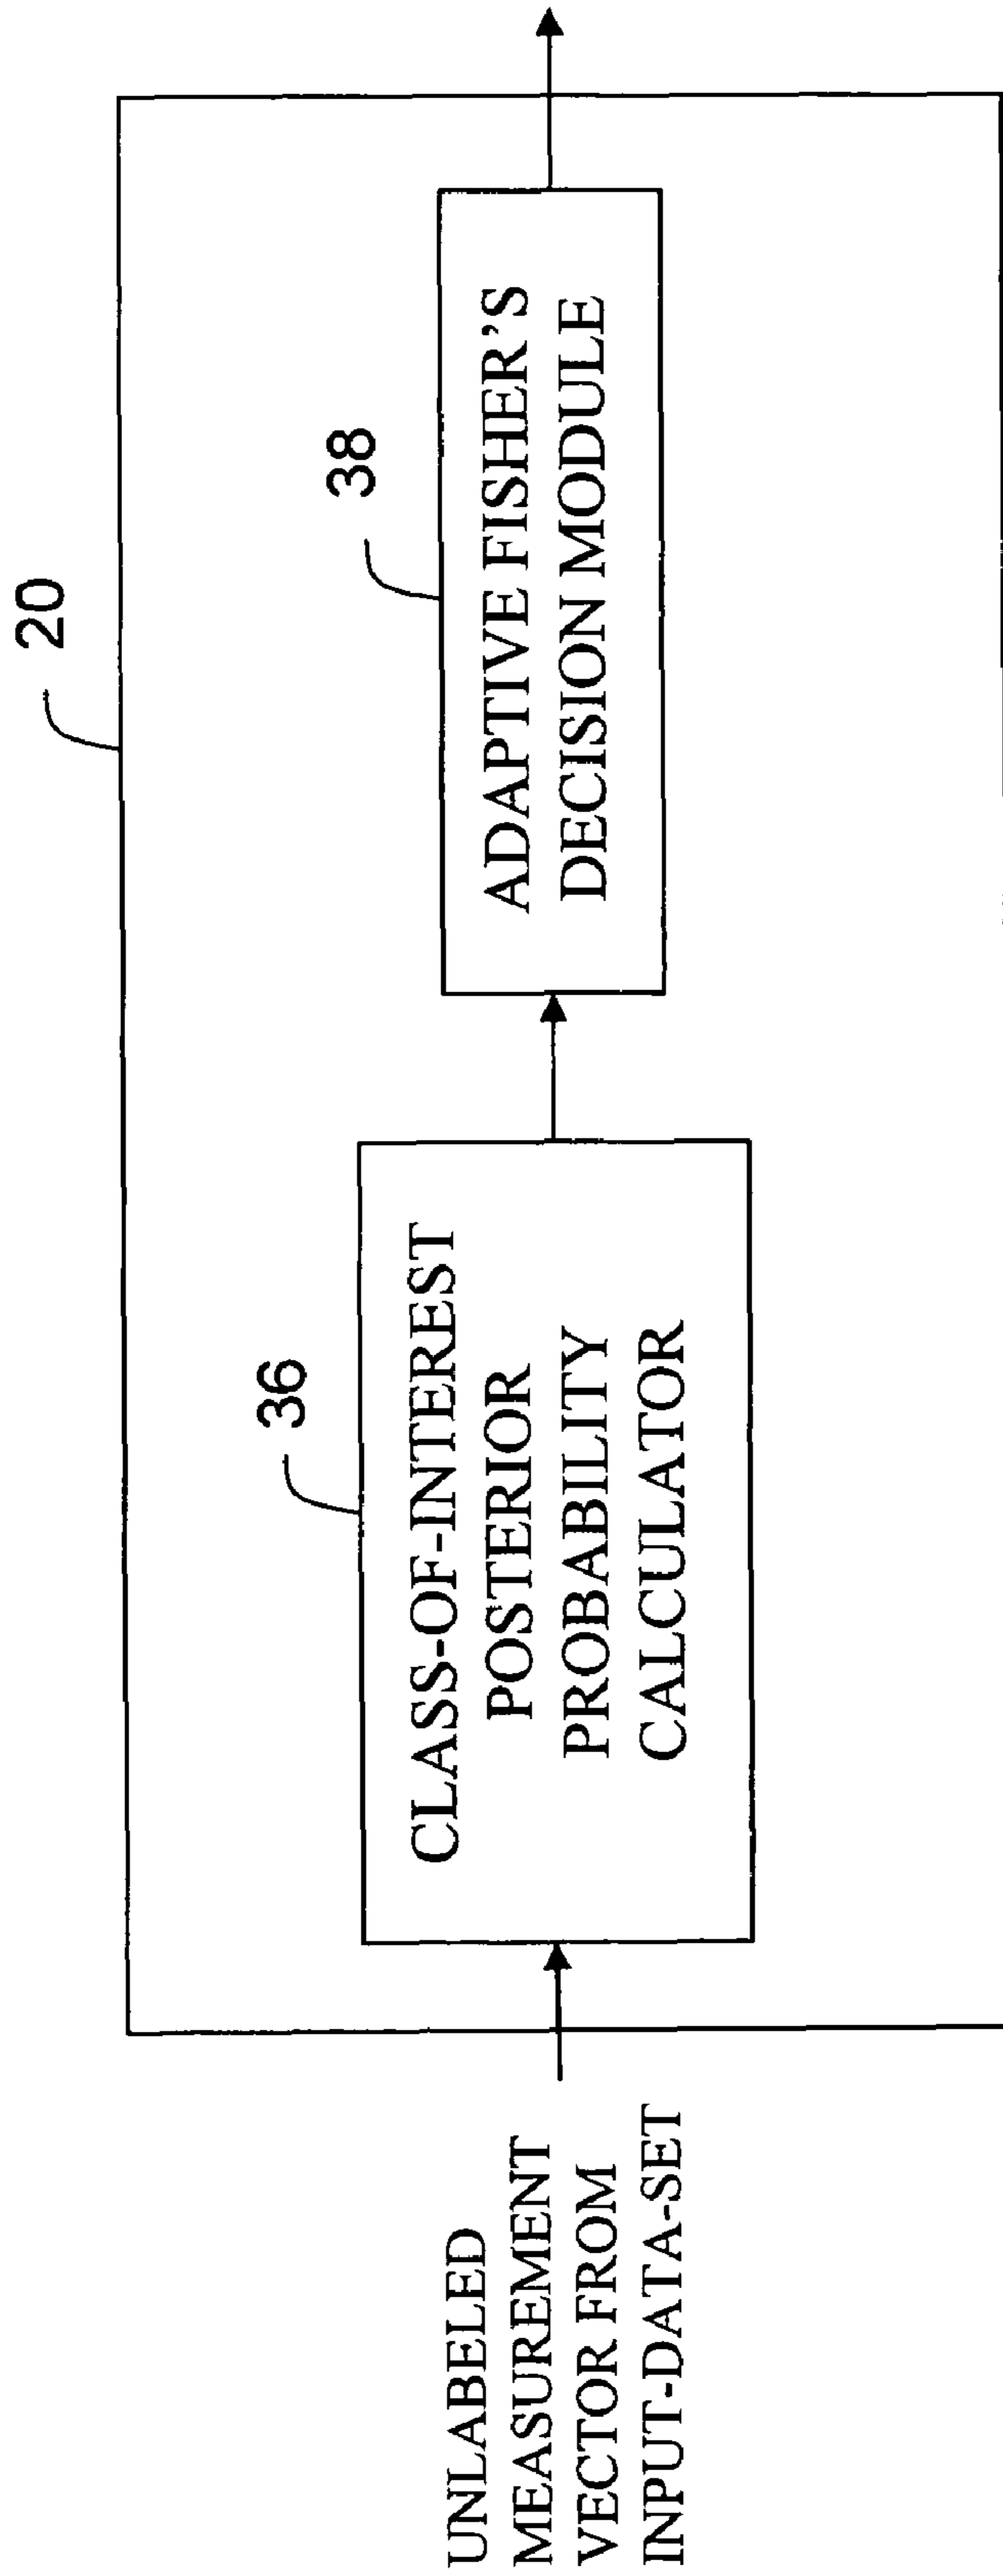 20
UNLABELED
MEASUREMENT
VECTOR FROM
INPUT-DATA-SET
36
CLASS-OF-INTEREST
POSTERIOR
PROBABILITY
CALCULATOR
38
ADAPTIVE FISHER'S
DECISION MODULE